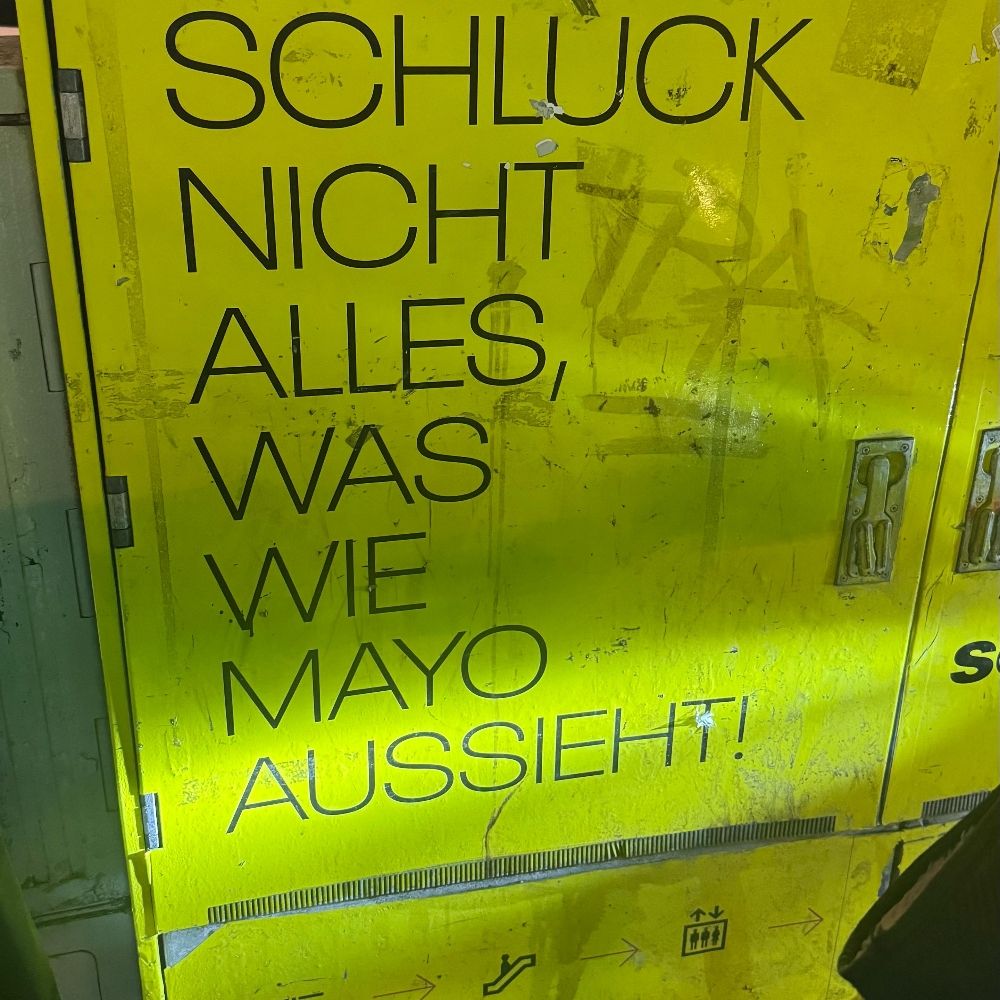 SCHLUCK
NICHT
ALLES,
WAS
WIE
MAYO
AUSSIEHT!